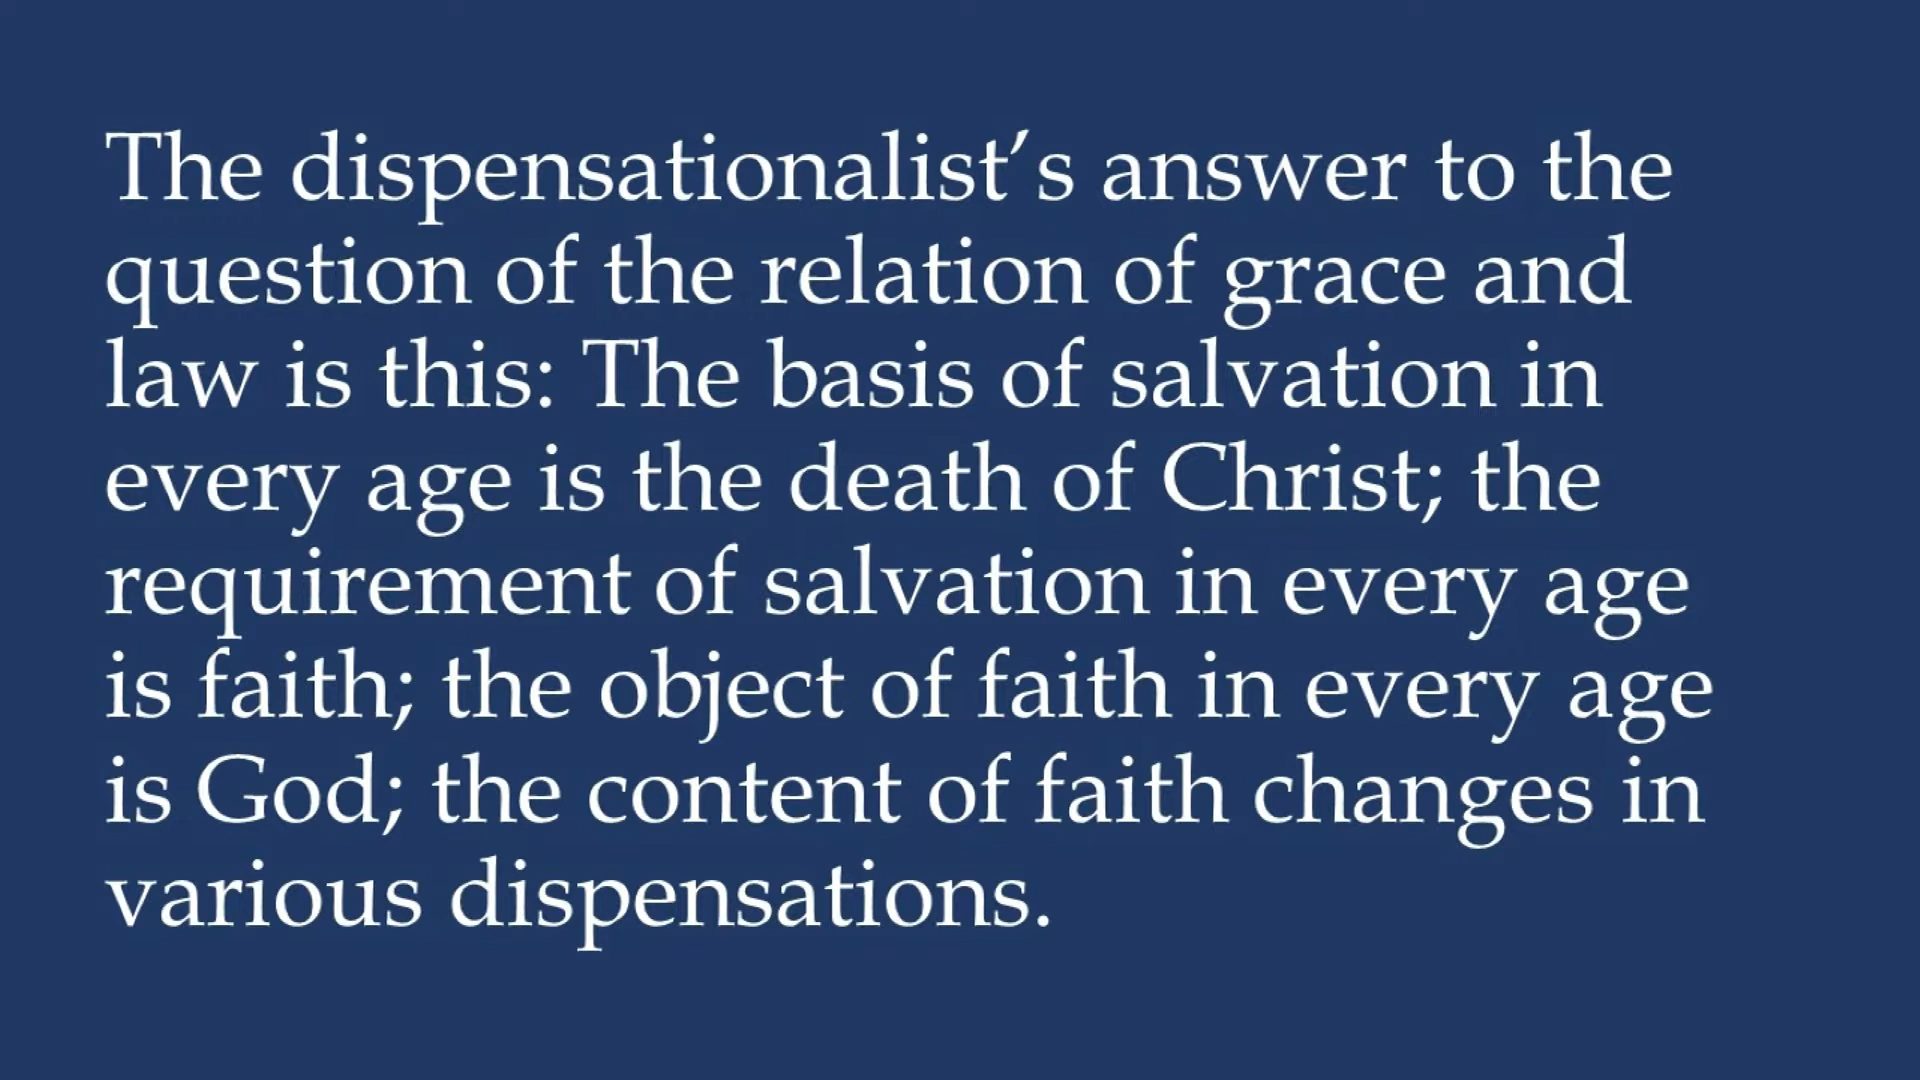 The dispensationalist’s answer to the
question of the relation of grace and
law is this: The basis of salvation in
every age is the death of Christ; the
requirement of salvation in every age
is faith; the object of faith in every age
is God; the content of faith changes in
various dispensations.